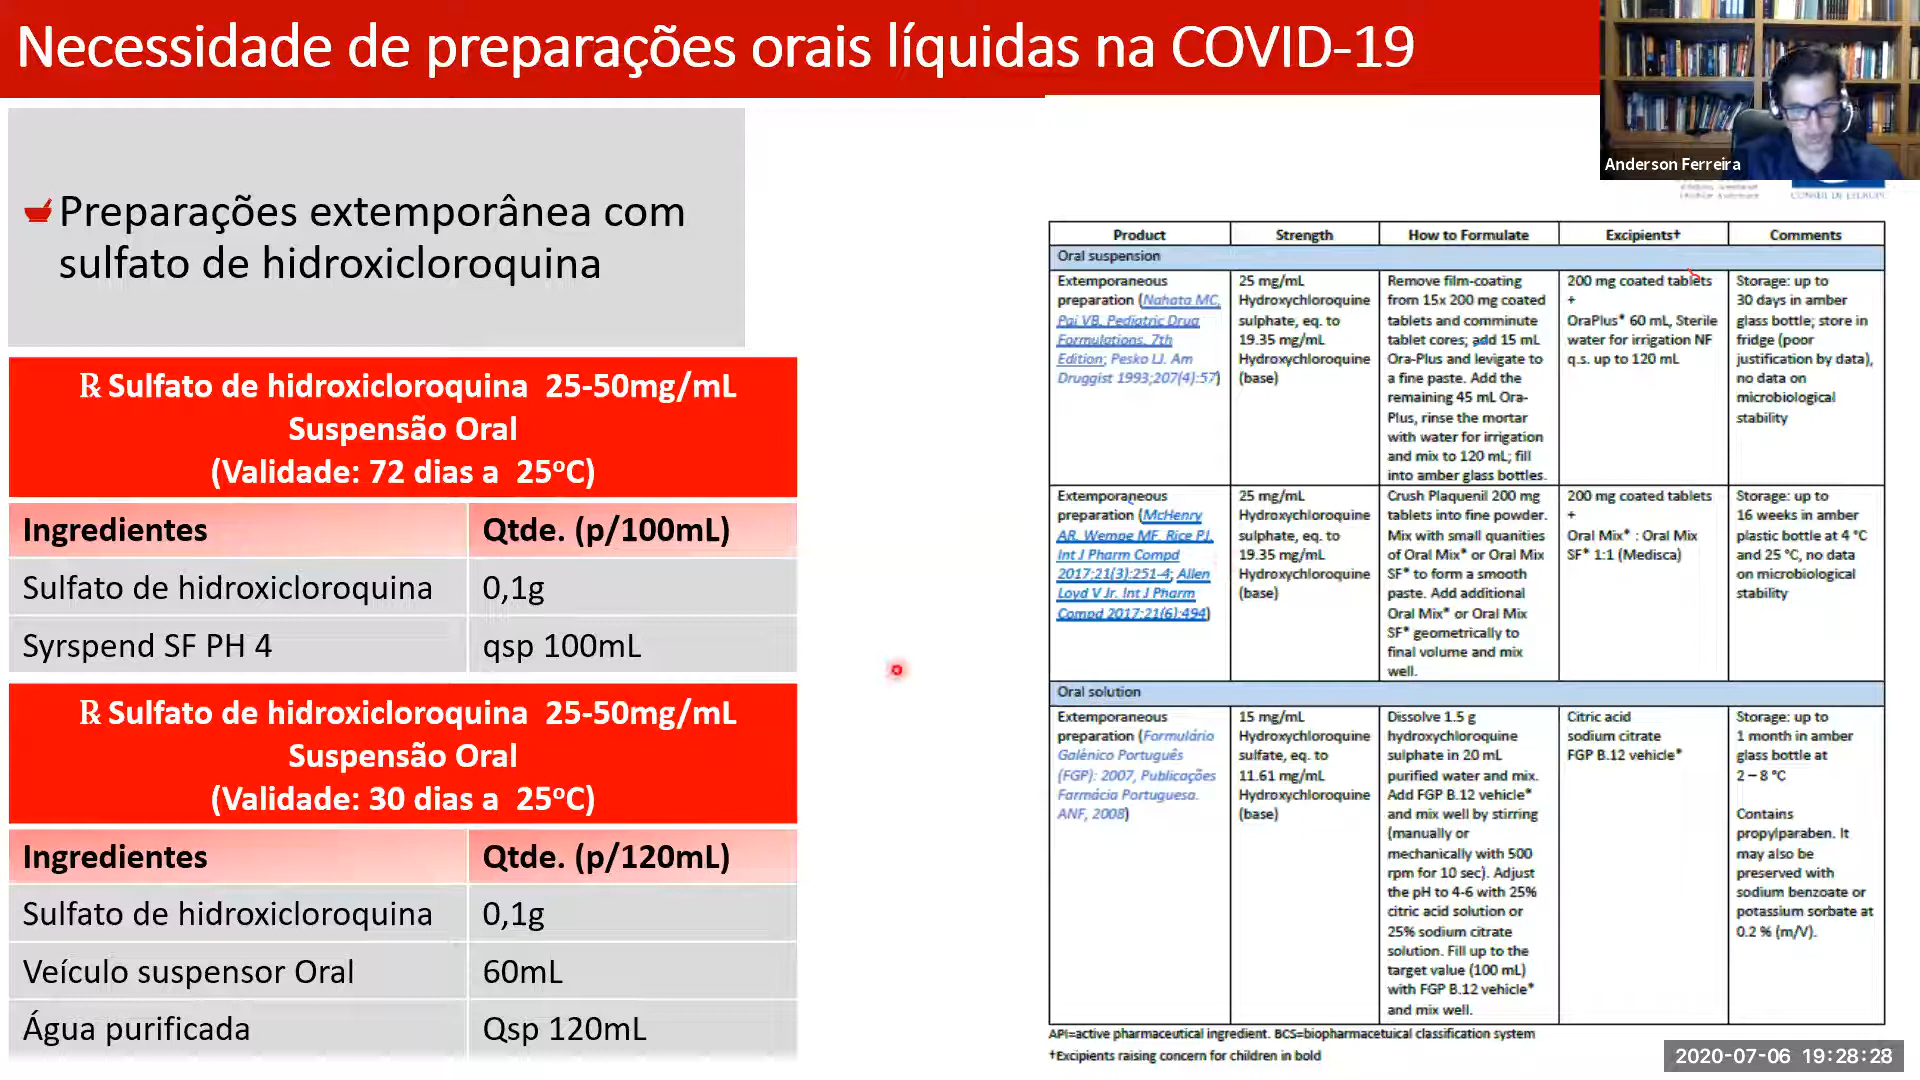 Necessidade de preparações orais líquidas na COVID-19
Anderson Ferreira
Preparações extemporânea com
sulfato de hidroxicloroquina
℞ Sulfato de hidroxicloroquina 25-50mg/mL
Suspensão Oral
(Validade: 72 dias a 25ºC)
Ingredientes Qtde. (p/100mL)
Sulfato de hidroxicloroquina 0,1g
Syrspend SF PH 4 qsp 100mL
℞ Sulfato de hidroxicloroquina 25-50mg/mL
Suspensão Oral
(Validade: 30 dias a 25ºC)
Ingredientes Qtde. (p/120mL)
Sulfato de hidroxicloroquina 0,1g
Veículo suspensor Oral 60mL
Água purificada Qsp 120mL
Product Strength How to Formulate Excipients† Comments
Oral suspension
Extemporaneous
preparation (Nahata MC,
Pai VB. Pediatric Drug
Formulations. 7th
Edition; Pesko LJ. Am
Druggist 1993;207(4):57)
25 mg/mL
Hydroxychloroquine
sulphate, eq. to
19.35 mg/mL
Hydroxychloroquine
(base)
Remove film-coating
from 15x 200 mg coated
tablets and comminute
tablet cores; add 15 mL
Ora-Plus and levigate to
a fine paste. Add the
remaining 45 mL Ora-
Plus, rinse the mortar
with water for irrigation
and mix to 120 mL; fill
into amber glass bottles.
200 mg coated tablets
+
OraPlus* 60 mL, Sterile
water for irrigation NF
q.s. up to 120 mL
Storage: up to
30 days in amber
glass bottle; store in
fridge (poor
justification by data),
no data on
microbiological
stability
Extemporaneous
preparation (McHenry
AR, Wempe MF, Rice PJ.
Int J Pharm Compd
2017;21(3):251-4; Allen
Loyd V Jr. Int J Pharm
Compd 2017;21(6):494)
25 mg/mL
Hydroxychloroquine
sulphate, eq. to
19.35 mg/mL
Hydroxychloroquine
(base)
Crush Plaquenil 200 mg
tablets into fine powder.
Mix with small quanities
of Oral Mix* or Oral Mix
SF* to form a smooth
paste. Add additional
Oral Mix* or Oral Mix
SF* geometrically to
final volume and mix
well.
200 mg coated tablets
+
Oral Mix* : Oral Mix
SF* 1:1 (Medisca)
Storage: up to
16 weeks in amber
plastic bottle at 4 °C
and 25 °C, no data
on microbiological
stability
Oral solution
Extemporaneous
preparation (Formulário
Galénico Português
(FGP): 2007, Publicações
Farmácia Portuguesa.
ANF, 2008)
15 mg/mL
Hydroxychloroquine
sulfate, eq. to
11.61 mg/mL
Hydroxychloroquine
(base)
Dissolve 1.5 g
hydroxychloroquine
sulphate in 20 mL
purified water and mix.
Add FGP B.12 vehicle*
and mix well by stirring
(manually or
mechanically with 500
rpm for 10 sec). Adjust
the pH to 4-6 with 25%
citric acid solution or
25% sodium citrate
solution. Fill up to the
target value (100 mL)
with FGP B.12 vehicle*
and mix well.
Citric acid
sodium citrate
FGP B.12 vehicle*
Storage: up to
1 month in amber
glass bottle at
2 – 8 °C
Contains
propylparaben. It
may also be
preserved with
sodium benzoate or
potassium sorbate at
0.2 % (m/V).
API=active pharmaceutical ingredient. BCS=biopharmacetuical classification system
†Excipients raising concern for children in bold
2020-07-06 19:28:28